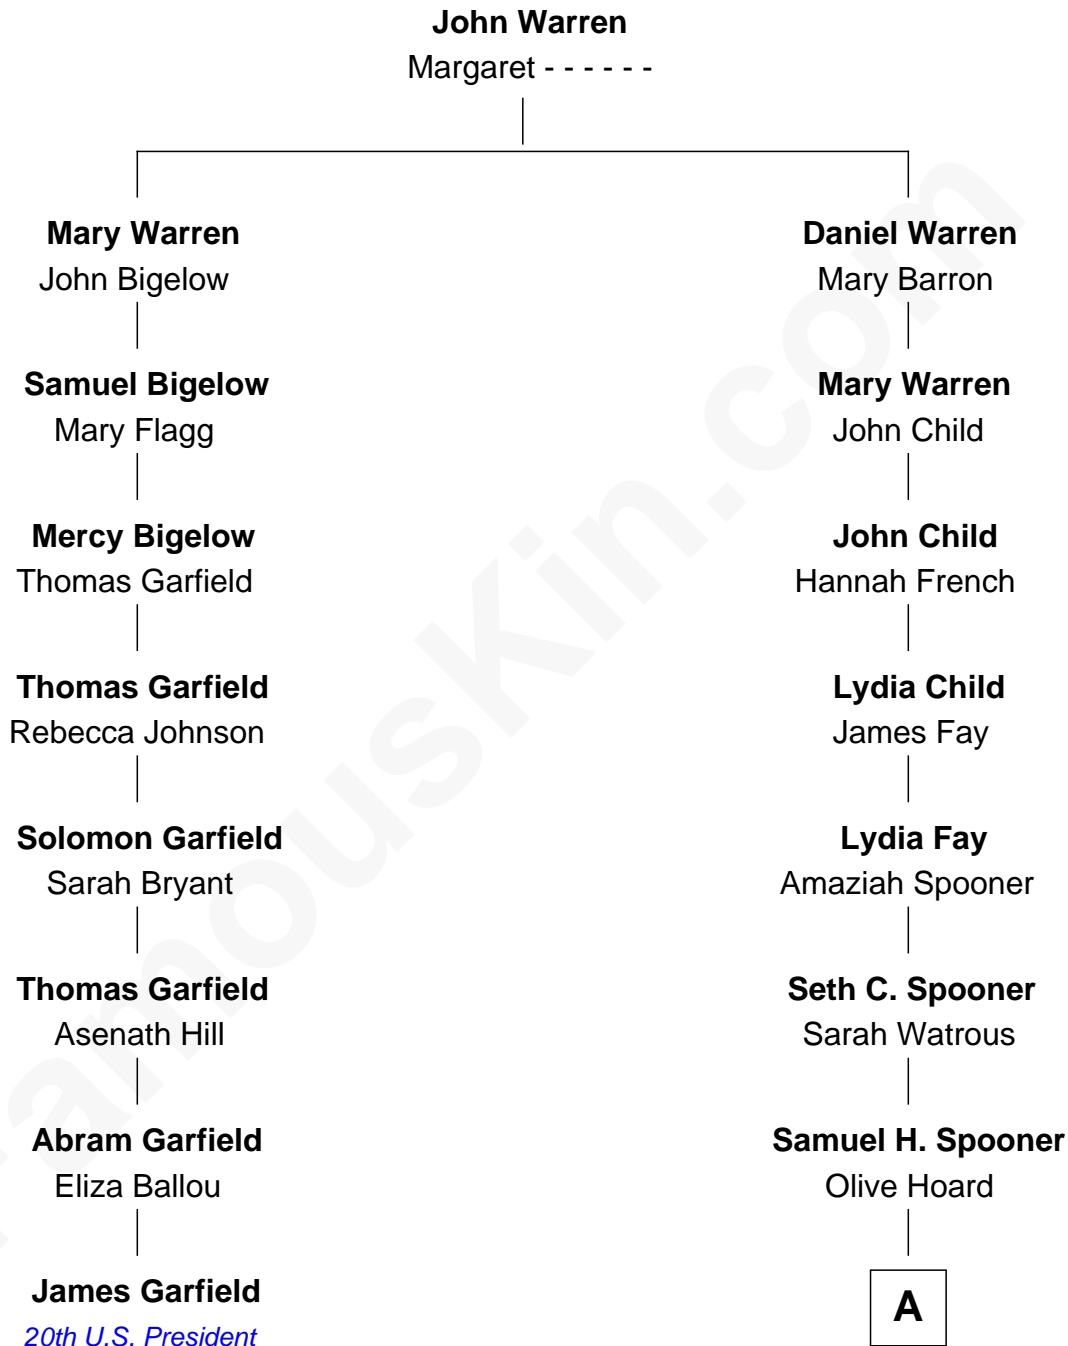 John Warren
Margaret - - - - - -
Mary Warren
John Bigelow
Daniel Warren
Mary Barron
Samuel Bigelow
Mary Flagg
Mary Warren
John Child
Mercy Bigelow
Thomas Garfield
John Child
Hannah French
Thomas Garfield
Rebecca Johnson
Lydia Child
James Fay
Solomon Garfield
Sarah Bryant
Lydia Fay
Amaziah Spooner
Thomas Garfield
Asenath Hill
Seth C. Spooner
Sarah Watrous
Abram Garfield
Eliza Ballou
Samuel H. Spooner
Olive Hoard
James Garfield
20th U.S. President
A
FamousKin.com